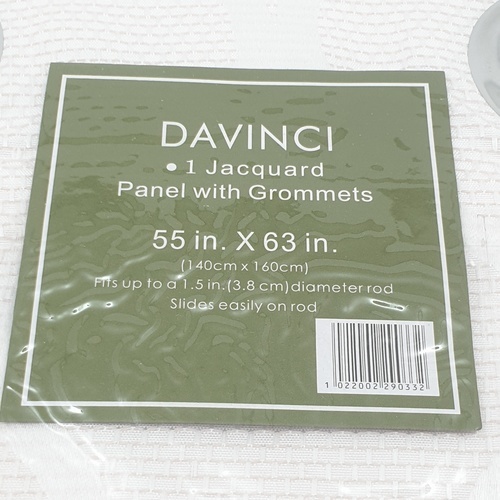 DAVINCI
• 1 Jacquard
Panel with Grommets
55 in. X 63 in.
(140cm x 160cm)
Fits up to a 1.5 in.(3.8 cm)diameter rod
Slides easily on rod
1 022002 290332